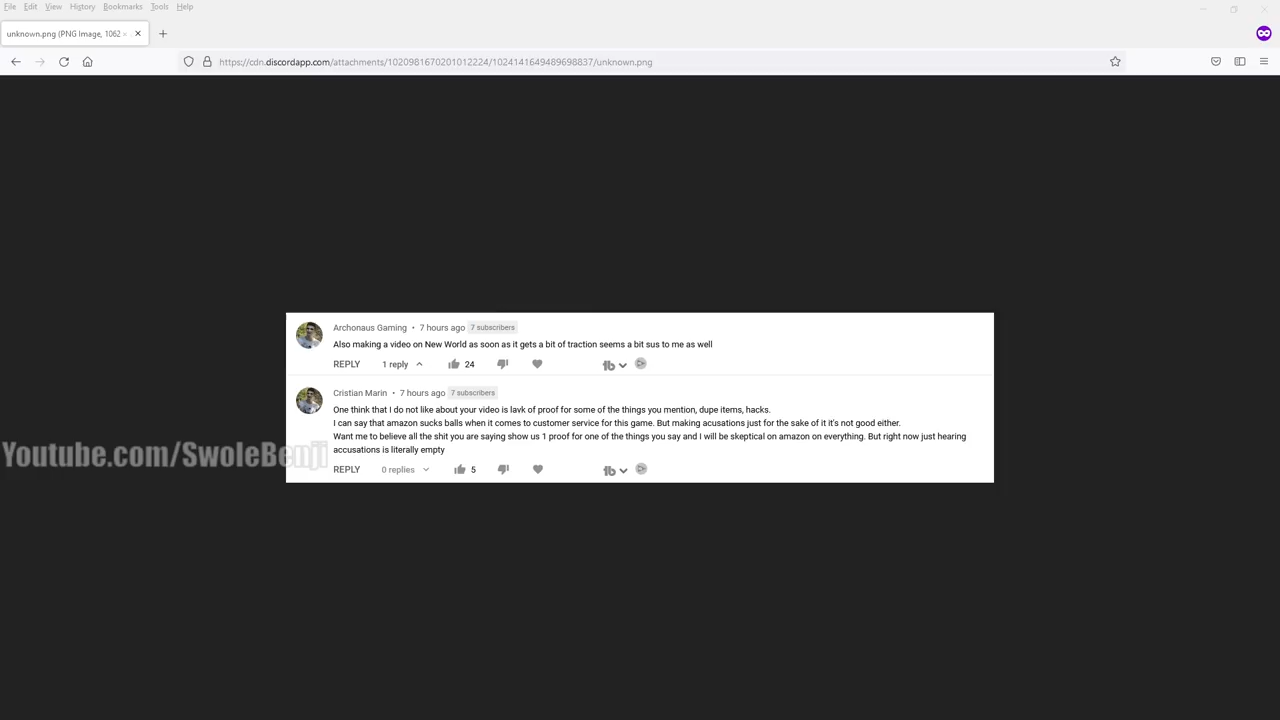 File Edit View History Bookmarks Tools Help
unknown.png (PNG Image, 1062 ×
https://cdn.discordapp.com/attachments/1020981670201012224/1024141649489698837/unknown.png
Archonaus Gaming • 7 hours ago 7 subscribers
Also making a video on New World as soon as it gets a bit of traction seems a bit sus to me as well
REPLY 1 reply 24 tb
Cristian Marin • 7 hours ago 7 subscribers
One think that I do not like about your video is lavk of proof for some of the things you mention, dupe items, hacks.
I can say that amazon sucks balls when it comes to customer service for this game. But making acusations just for the sake of it it's not good either.
Want me to believe all the shit you are saying show us 1 proof for one of the things you say and I will be skeptical on amazon on everything. But right now just hearing
accusations is literally empty
Youtube.com/SwoleBenji
REPLY 0 replies 5 tb